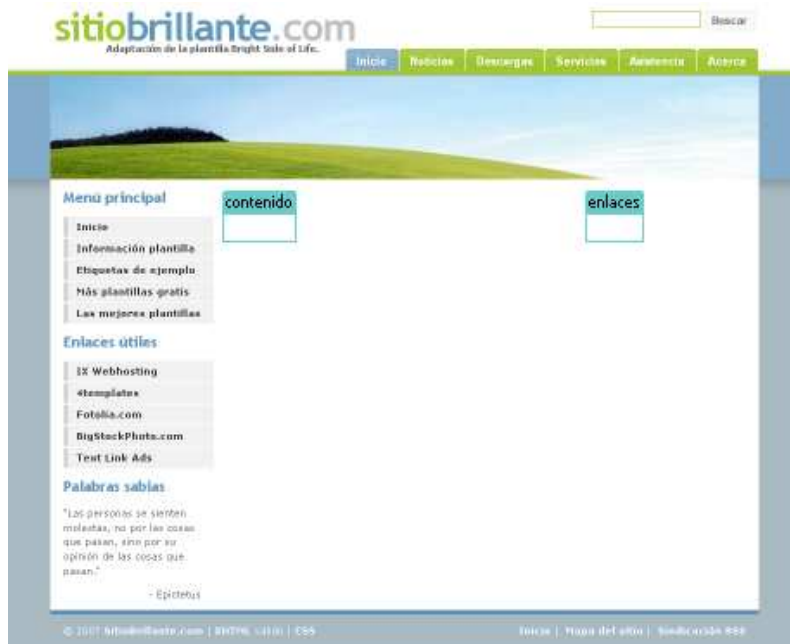 sitiobrillante.com
Adaptación de la plantilla Bright Side of Life.
Buscar
Inicio Noticias Descargas Servicios Asistencia Acerca
Menú principal
Inicio
Información plantilla
Etiquetas de ejemplo
Más plantillas gratis
Las mejores plantillas
contenido
enlaces
Enlaces útiles
IX Webhosting
4templates
Fotolia.com
BigStockPhoto.com
Text Link Ads
Palabras sabias
"Las personas se sienten
molestas, no por las cosas
que pasan, sino por su
opinión de las cosas que
pasan."
- Epictetus
© 2007 sitiobrillante.com | XHTML válido | CSS
Inicio | Mapa del sitio | Sindicación RSS